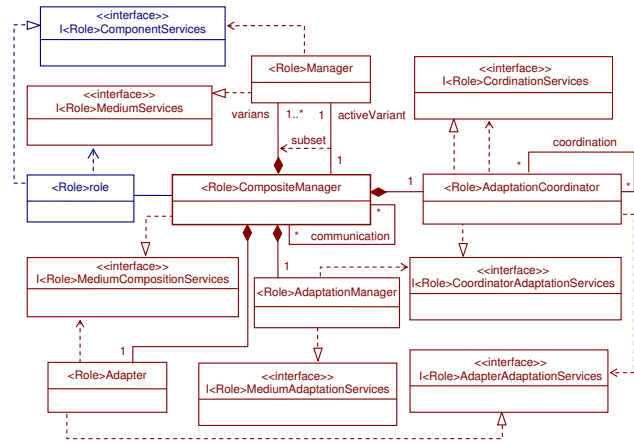 <<interface>>
I<Role>ComponentServices
<Role>Manager
<<interface>>
I<Role>CordinationServices
<<interface>>
I<Role>MediumServices
varians
1..*
1
activeVariant
subset
coordination
*
1
<Role>role
<Role>CompositeManager
1
<Role>AdaptationCoordinator
*
*
*
communication
<<interface>>
I<Role>MediumCompositionServices
1
<Role>AdaptationManager
<<interface>>
I<Role>CoordinatorAdaptationServices
1
<Role>Adapter
<<interface>>
I<Role>MediumAdaptationServices
<<interface>>
I<Role>AdapterAdaptationServices